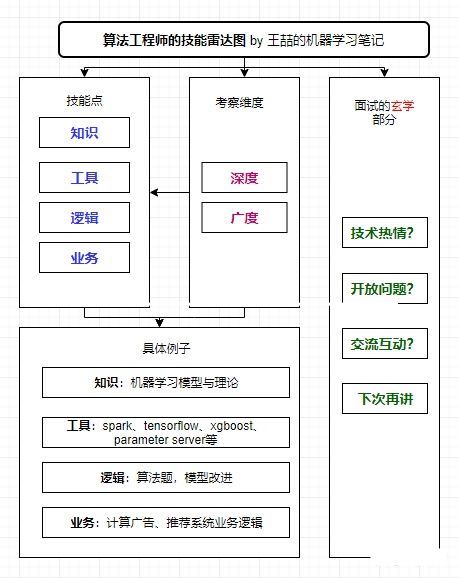 算法工程师的技能雷达图 by 王喆的机器学习笔记
技能点
知识
工具
逻辑
业务
考察维度
深度
广度
面试的玄学
部分
技术热情?
开放问题?
交流互动?
下次再讲
具体例子
知识：机器学习模型与理论
工具：spark、tensorflow、xgboost、
parameter server等
逻辑：算法题，模型改进
业务：计算广告、推荐系统业务逻辑